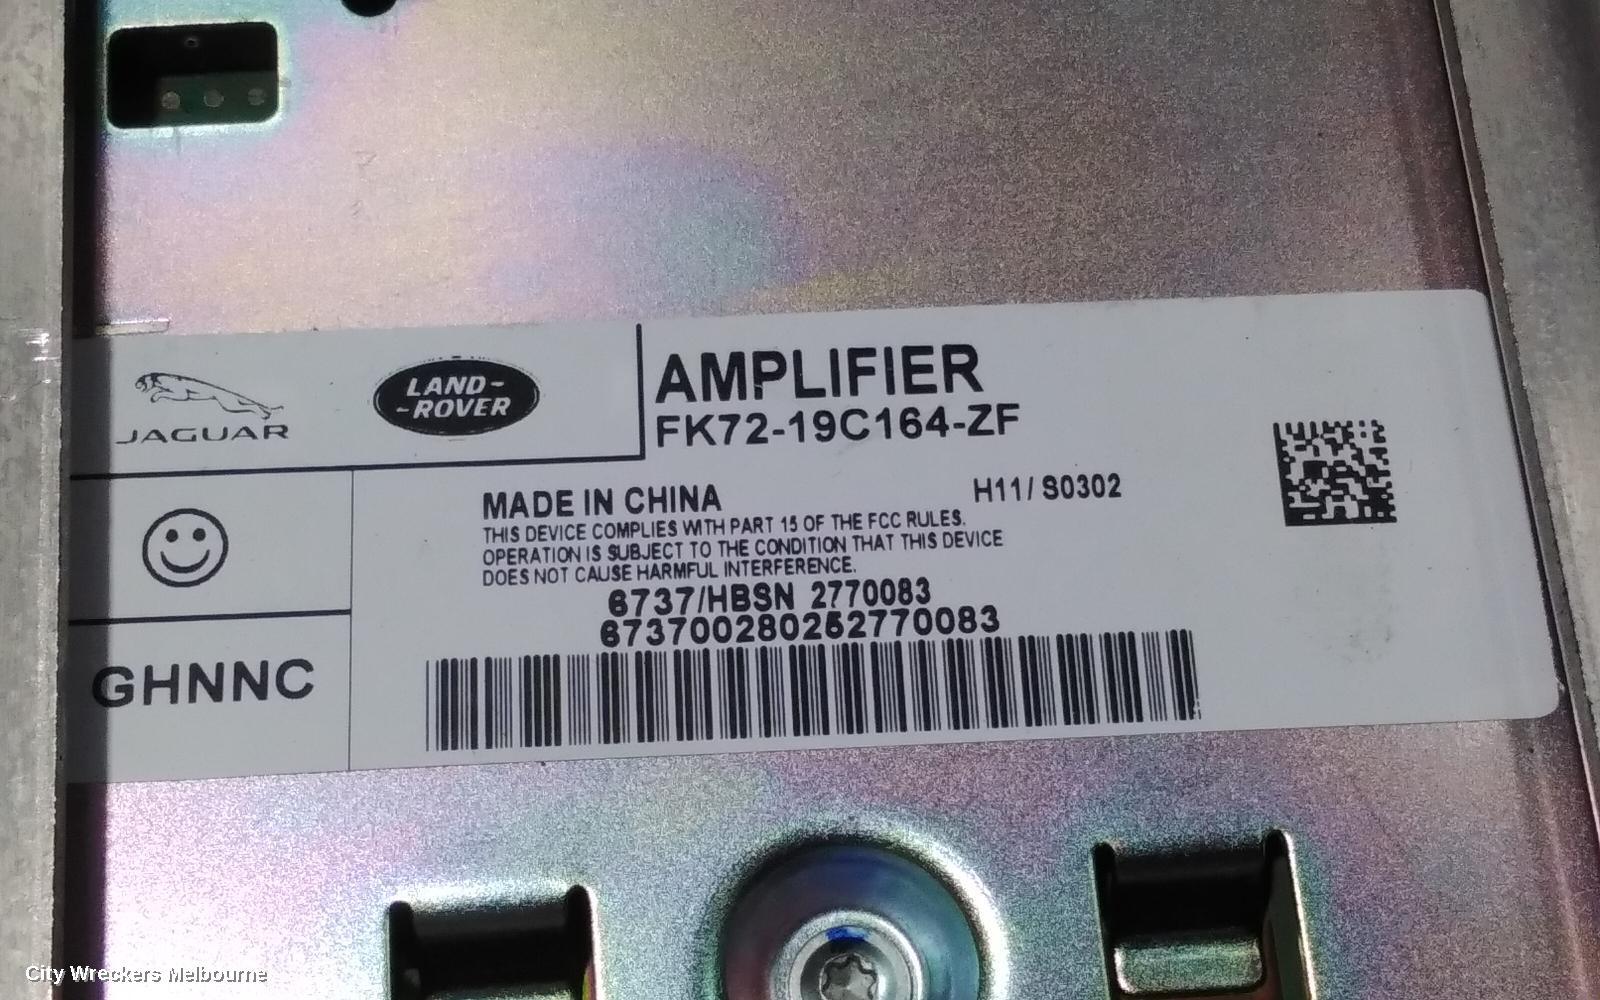 JAGUAR
LAND-
-ROVER
AMPLIFIER
FK72-19C164-ZF
MADE IN CHINA
H11/ S0302
THIS DEVICE COMPLIES WITH PART 15 OF THE FCC RULES.
OPERATION IS SUBJECT TO THE CONDITION THAT THIS DEVICE
DOES NOT CAUSE HARMFUL INTERFERENCE.
6737/HBSN 2770083
673700280252770083
GHNNC
City Wreckers Melbourne